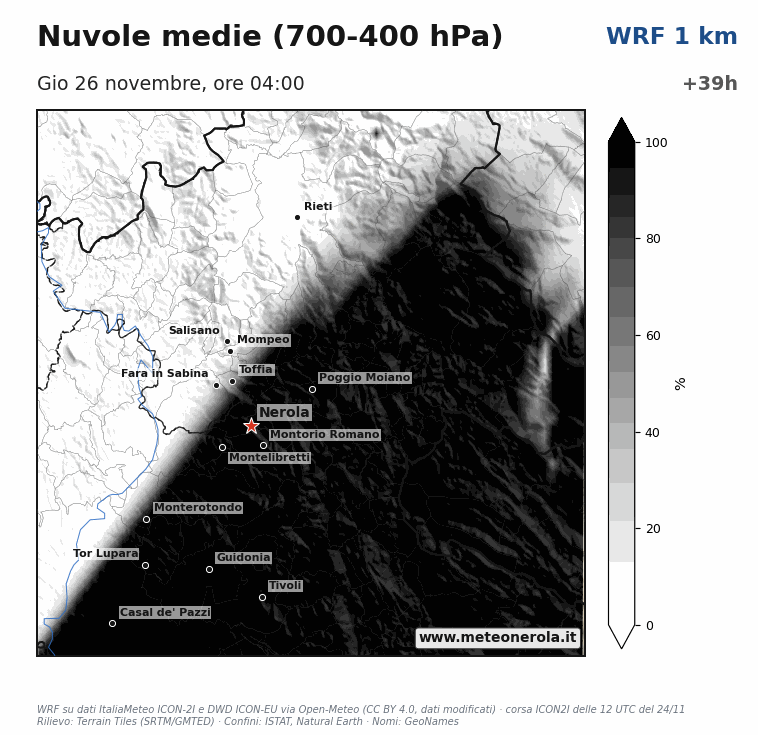 Nuvole medie (700-400 hPa)
WRF 1 km
Gio 26 novembre, ore 04:00
+39h
Rieti
Salisano
Mompeo
Fara in Sabina
Toffia
Poggio Moiano
Nerola
Montorio Romano
Montelibretti
Monterotondo
Tor Lupara
Guidonia
Tivoli
Casal de' Pazzi
www.meteonerola.it
100
80
60
40
20
0
%
WRF su dati ItaliaMeteo ICON-2I e DWD ICON-EU via Open-Meteo (CC BY 4.0, dati modificati) · corsa ICON2I delle 12 UTC del 24/11
Rilievo: Terrain Tiles (SRTM/GMTED) · Confini: ISTAT, Natural Earth · Nomi: GeoNames